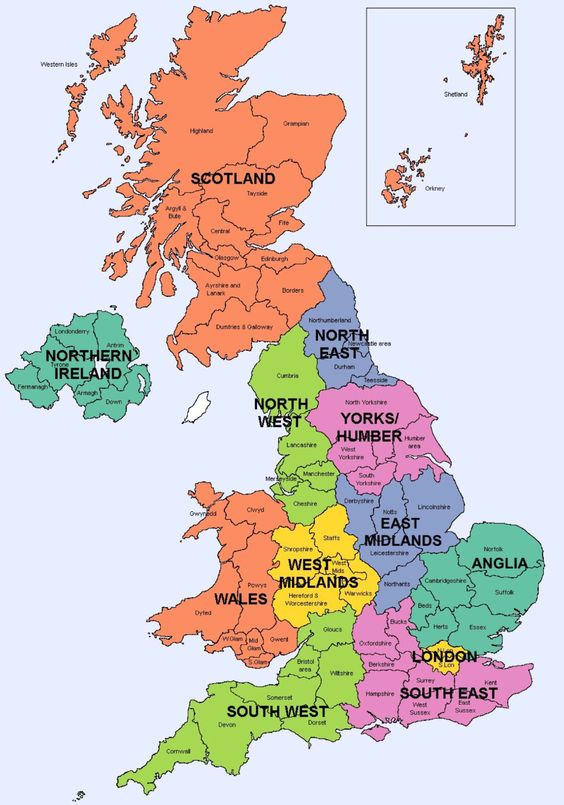 Western Isles
Shetland
Highland
Grampian
SCOTLAND
Orkney
Tayside
Argyll &
Bute
Fife
Central
Glasgow
Edinburgh
Ayrshire and
Lanark
Borders
Dumfries & Galloway
Northumberland
Londonderry
Antrim
NORTH
EAST
Newcastle area
NORTHERN
IRELAND
Tyrone
Durham
Teesside
Fermanagh
Armagh
Down
Cumbria
NORTH
WEST
North Yorkshire
YORKS/
HUMBER
Humber
area
Lancashire
West
Yorkshire
Manchester
South
Yorkshire
Merseyside
Cheshire
Derbyshire
Notts
Lincolnshire
Clwyd
Gwynedd
EAST
MIDLANDS
Staffs
Shropshire
Leicestershire
Norfolk
ANGLIA
WEST
MIDLANDS
West
Mids
Powys
Cambridgeshire
Northants
Suffolk
WALES
Hereford &
Worcestershire
Warwicks
Dyfed
Beds
Bucks
Herts
Essex
Gloucs
W.Glam
Mid
Glam
Gwent
S.Glam
Oxfordshire
LONDON
S Lon
Bristol
area
Wiltshire
Berkshire
Surrey
Kent
SOUTH EAST
Hampshire
West
Sussex
East
Sussex
Somerset
SOUTH WEST
Devon
Dorset
Cornwall